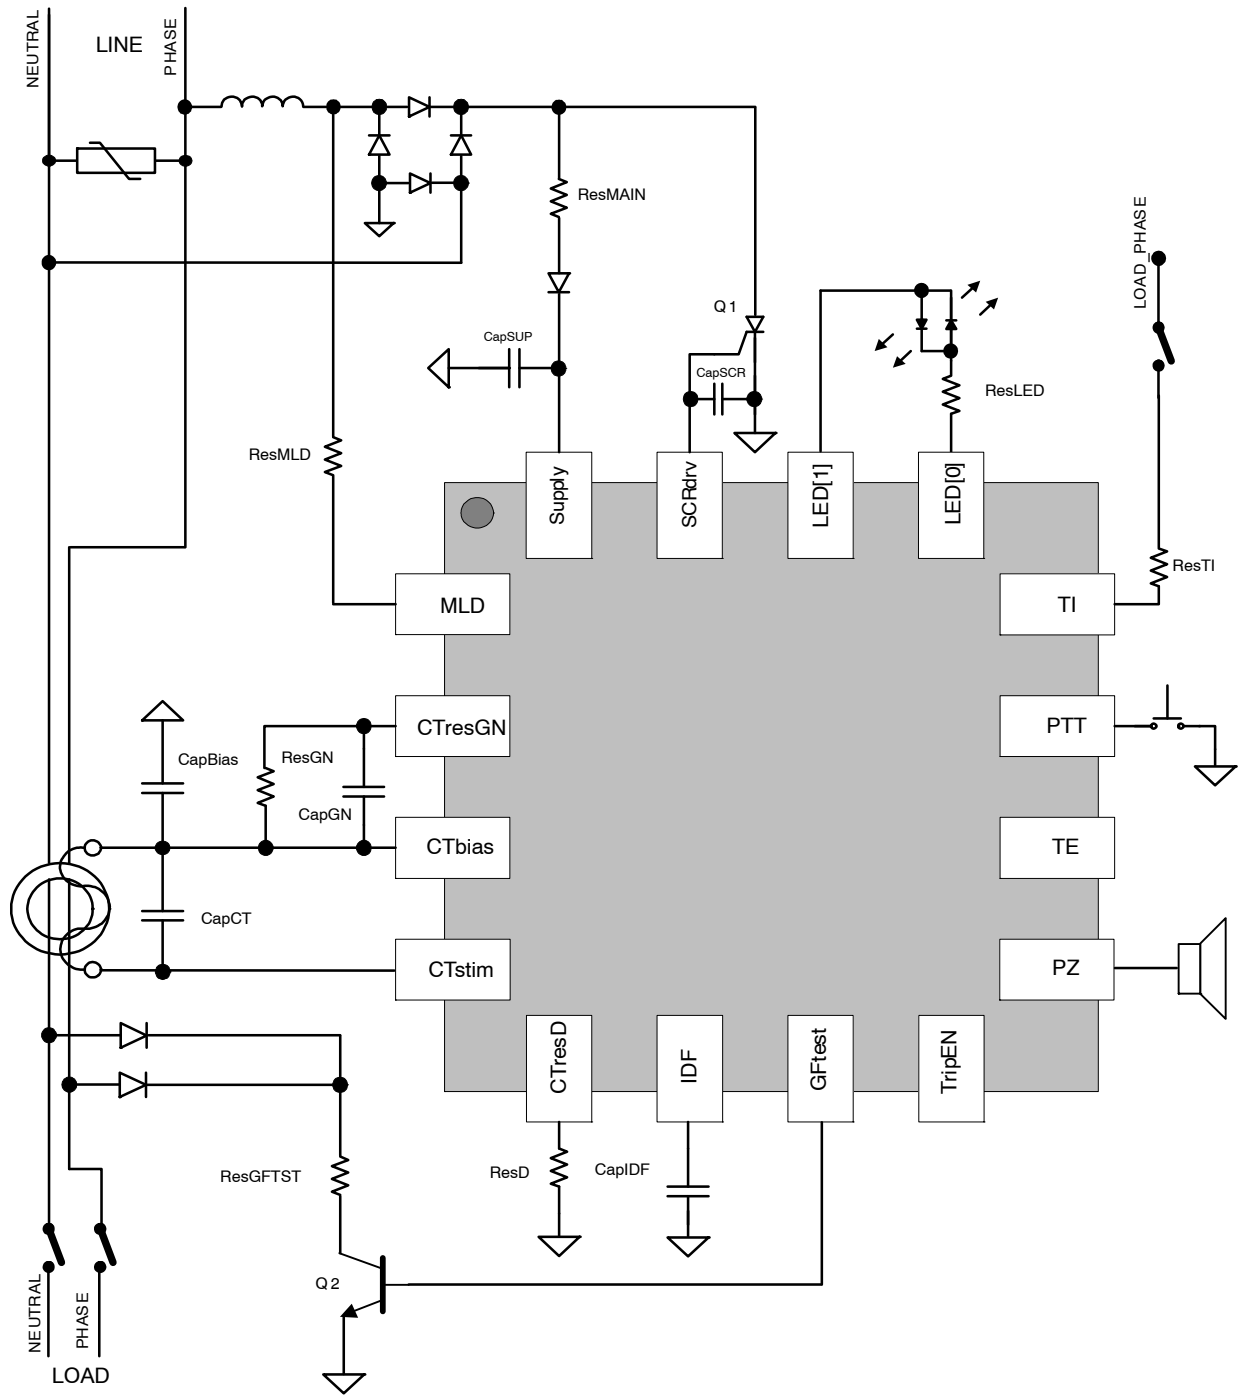 NEUTRAL
LINE
PHASE
ResMAIN
LOAD_PHASE
Q1
CapSUP
CapSCR
ResLED
ResMLD
Supply
SCRdrv
LED[1]
LED[0]
ResTI
MLD
TI
CTresGN
PTT
CapBias
ResGN
CapGN
CTbias
TE
CapCT
CTstim
PZ
CTresD
IDF
GFtest
TripEN
ResGFTST
ResD
CapIDF
Q2
NEUTRAL
PHASE
LOAD